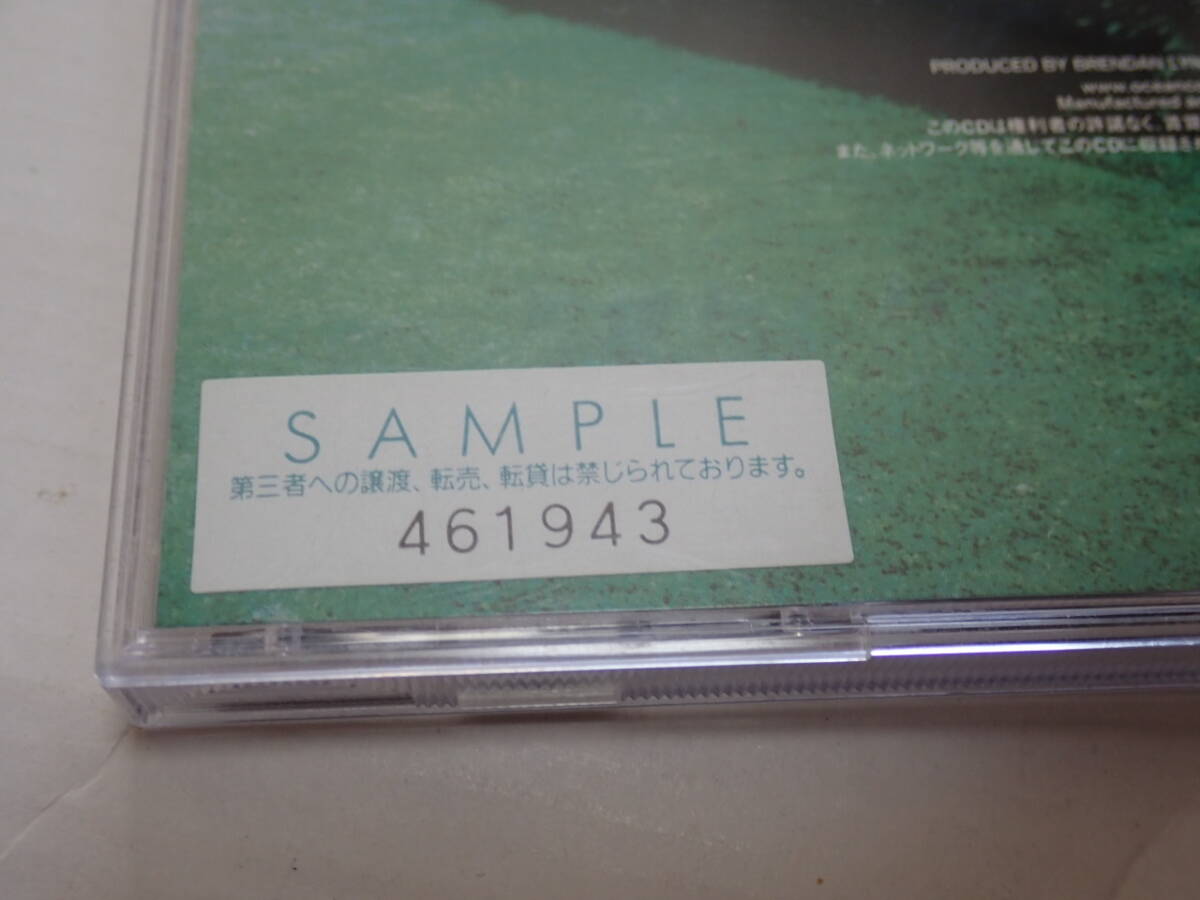 PRODUCED BY BRENDAN
Manufactured
このCDは権利者の許諾なく、
また、ネットワーク等を通してこのCDに収録
SAMPLE
第三者への譲渡、転売、転貸は禁じられております。
461943